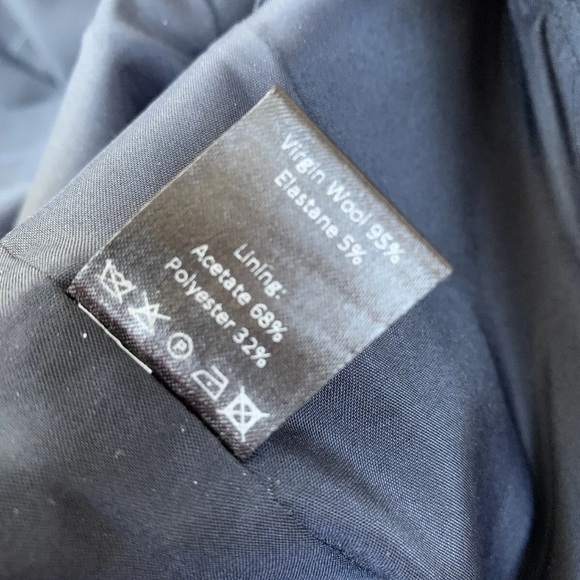 Virgin Wool 95%
Elastane 5%
Lining:
Acetate 68%
Polyester 32%
P